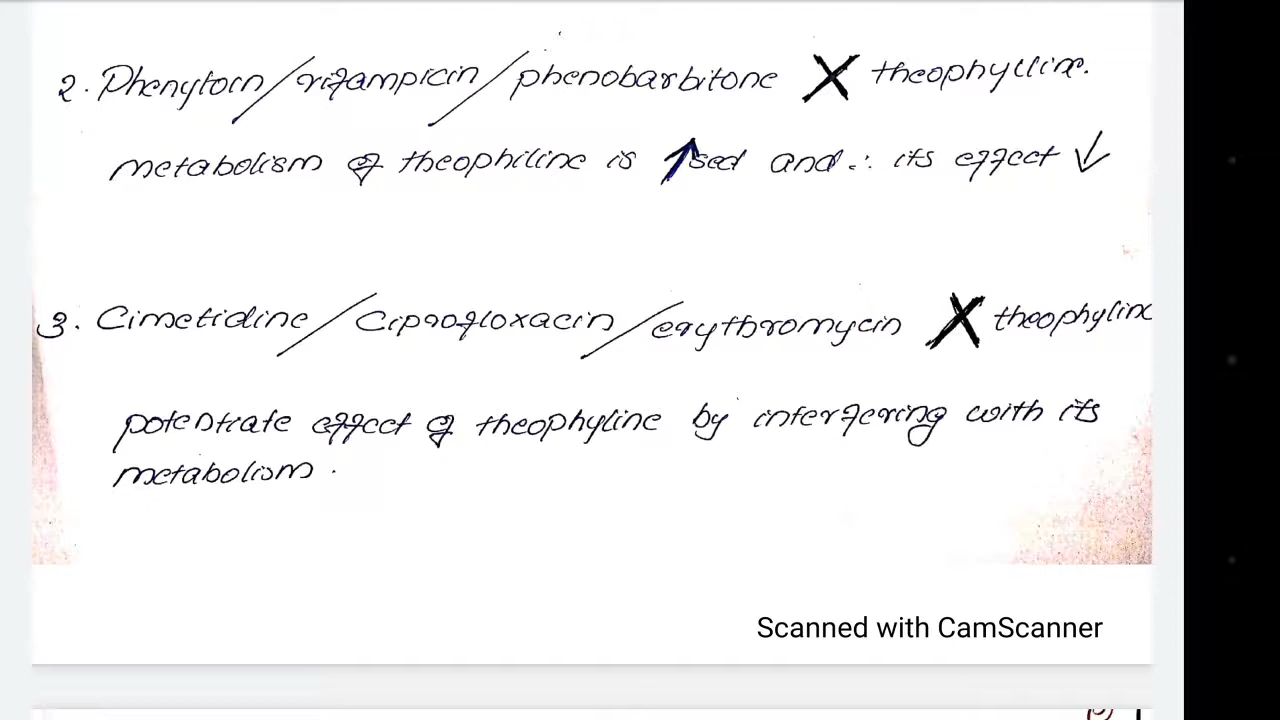 2. Phenytoin/rifampicin/phenobarbitone X theophylline.
metabolism of theophiline is ↑sed and ∴ its effect ↓
3. Cimetidine/Ciprofloxacin/erythromycin X theophyline
potentiate effect of theophyline by interfering with its
metabolism.
Scanned with CamScanner